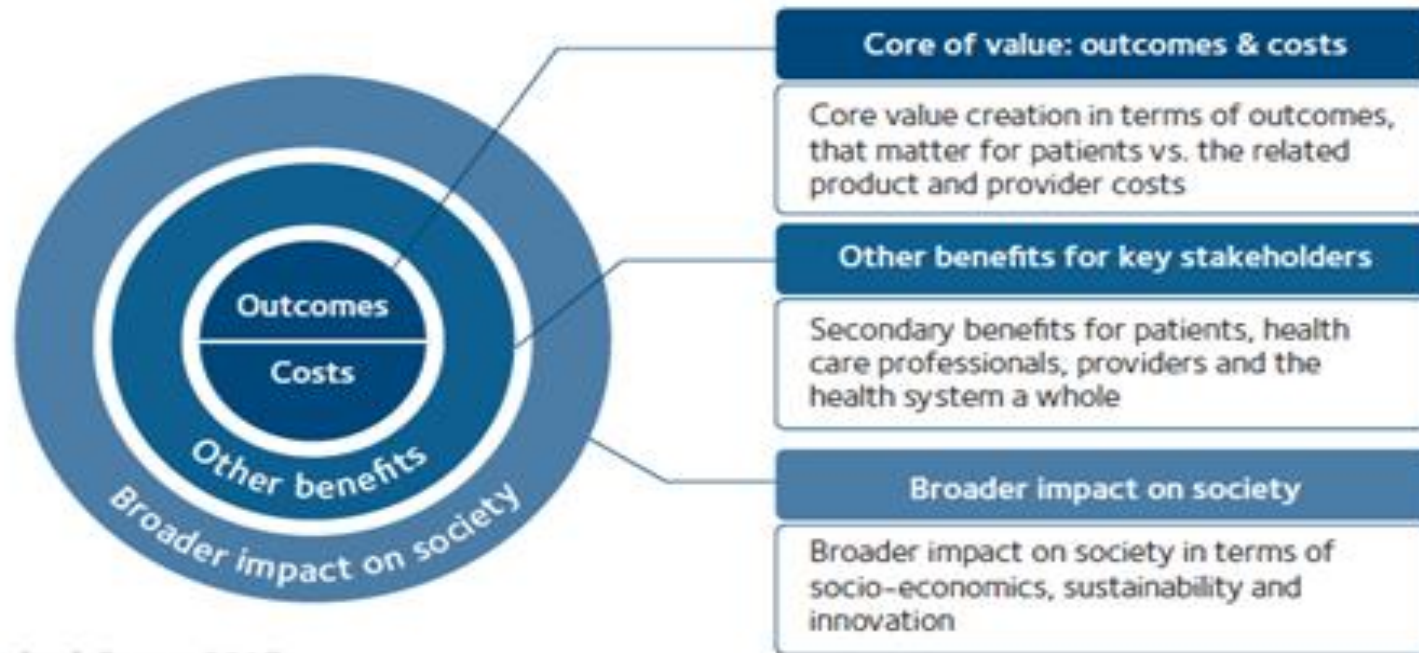 Core of value: outcomes & costs
Core value creation in terms of outcomes,
that matter for patients vs. the related
product and provider costs
Other benefits for key stakeholders
Secondary benefits for patients, health
care professionals, providers and the
health system a whole
Broader impact on society
Broader impact on society in terms of
socio-economics, sustainability and
innovation
Outcomes
Costs
Other benefits
Broader impact on society